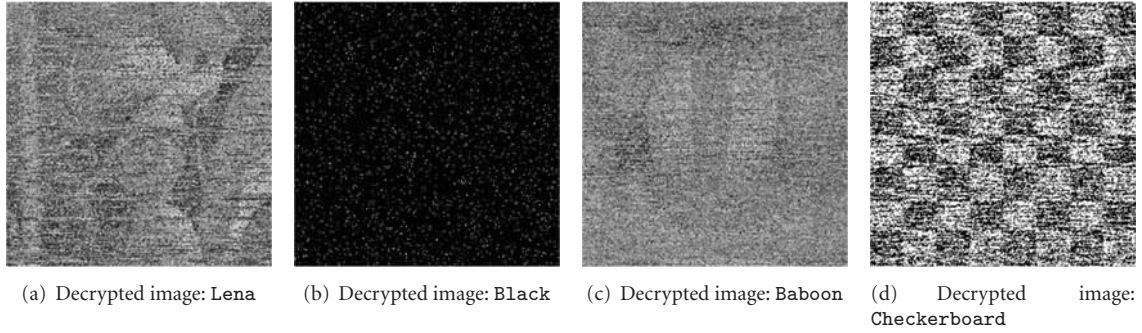 (a) Decrypted image: Lena
(b) Decrypted image: Black
(c) Decrypted image: Baboon
(d) Decrypted image:
Checkerboard